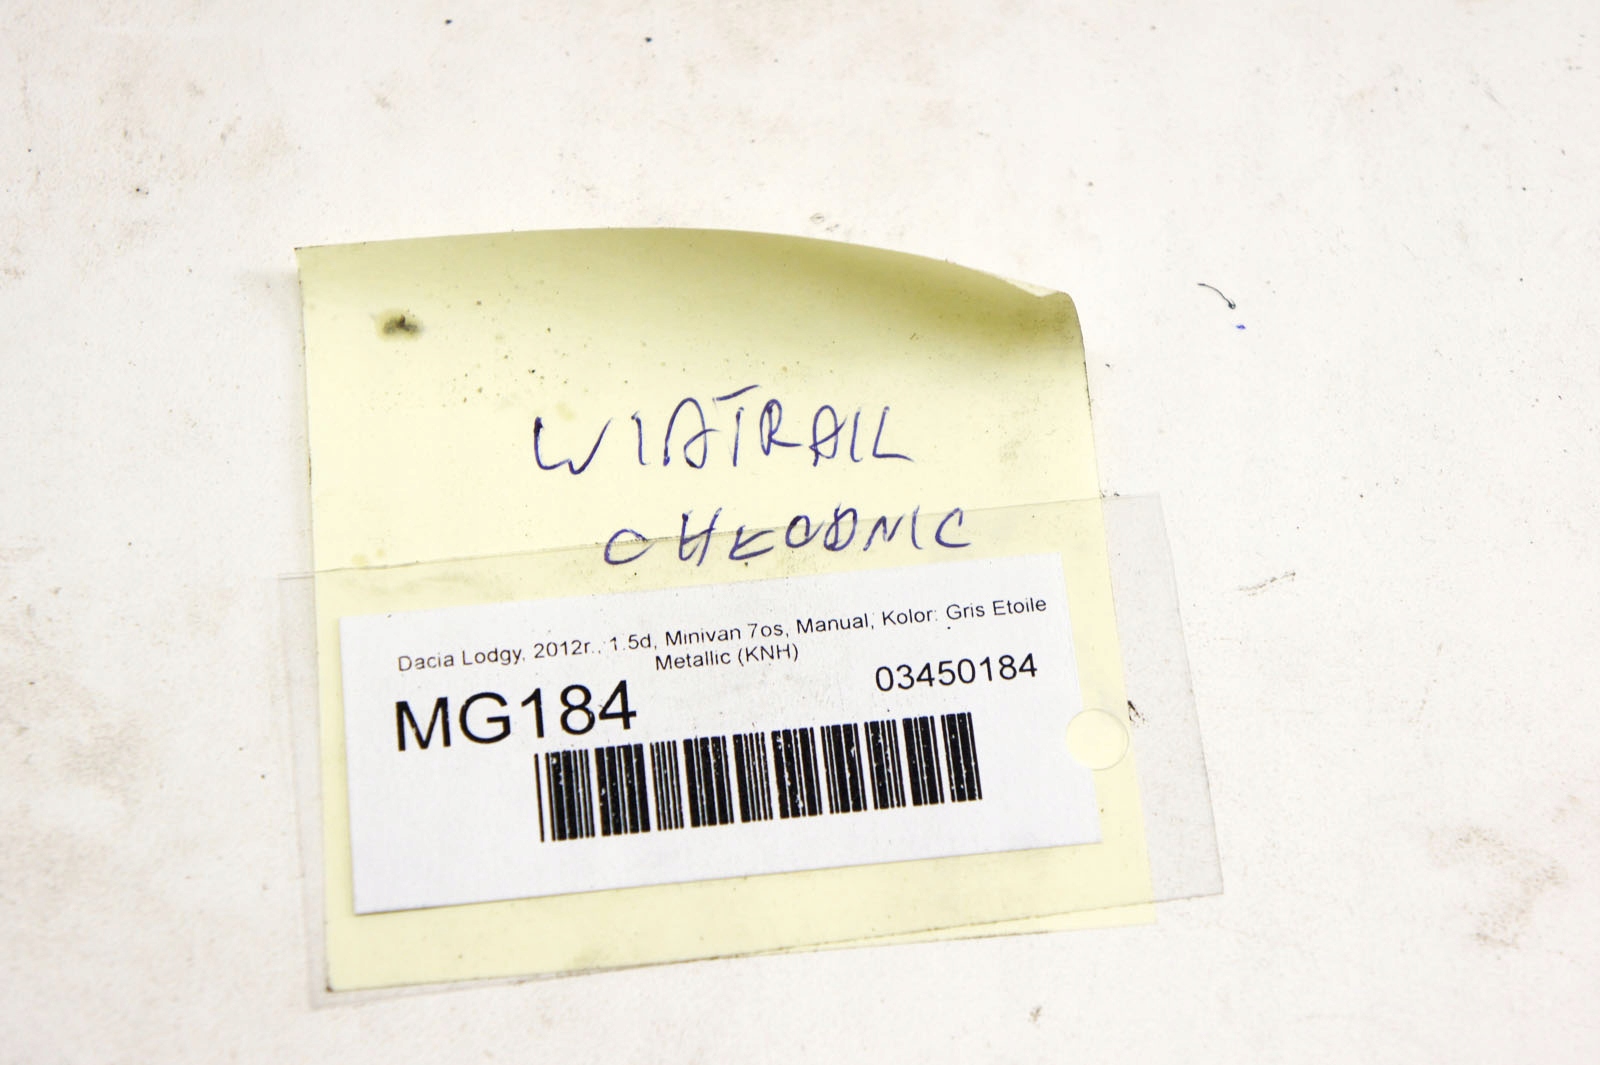 WIATRAK
CHŁODNIC
Dacia Lodgy, 2012r., 1.5d, Minivan 7os, Manual, Kolor: Gris Etoile
Metallic (KNH)
MG184
03450184